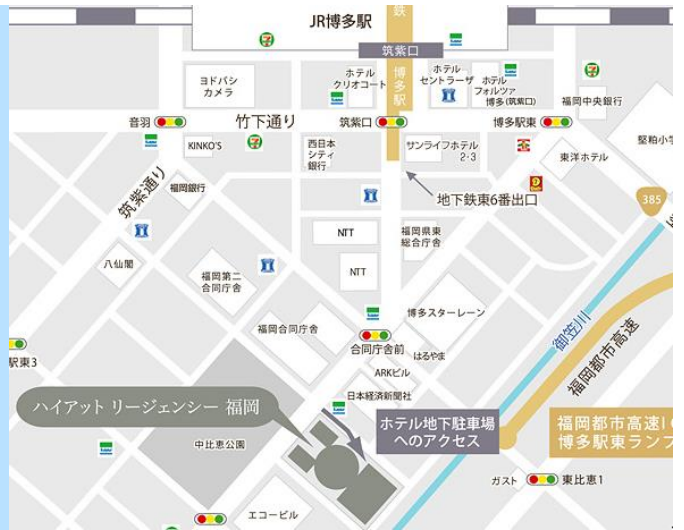 JR博多駅
筑紫口
鉄
博多駅
ヨドバシ
カメラ
ホテル
クリオコート
ホテル
セントラーザ
ホテル
フォルツァ
博多(筑紫口)
福岡中央銀行
音羽
竹下通り
筑紫口
博多駅東
堅粕小学
KINKO'S
西日本
シティ
銀行
サンライフホテル
2-3
東洋ホテル
筑紫通り
福岡銀行
地下鉄東6番出口
385
NTT
福岡県東
総合庁舎
八仙閣
福岡第二
合同庁舎
NTT
御笠川
福岡都市高速
福岡合同庁舎
博多スターレーン
合同庁舎前
はるやま
駅東3
ARKビル
日本経済新聞社
ハイアット リージェンシー 福岡
ホテル地下駐車場
へのアクセス
福岡都市高速I
博多駅東ランプ
中比恵公園
ガスト
東比恵1
エコービル